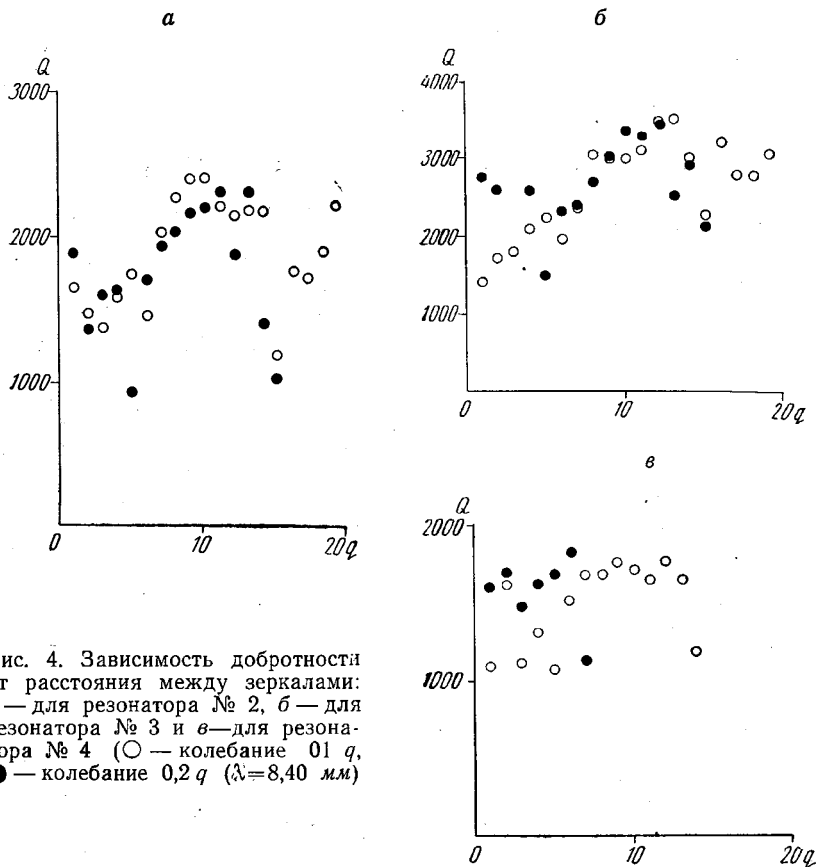 а
Q
3000
2000
1000
0
10
20q
б
Q
4000
3000
2000
1000
0
10
20q
в
Q
2000
1000
0
10
20q
ис. 4. Зависимость добротности
т расстояния между зеркалами:
— для резонатора № 2, б — для
езонатора № 3 и в—для резона-
ора № 4 (○ — колебание 01 q,
● — колебание 0,2 q (λ=8,40 мм)